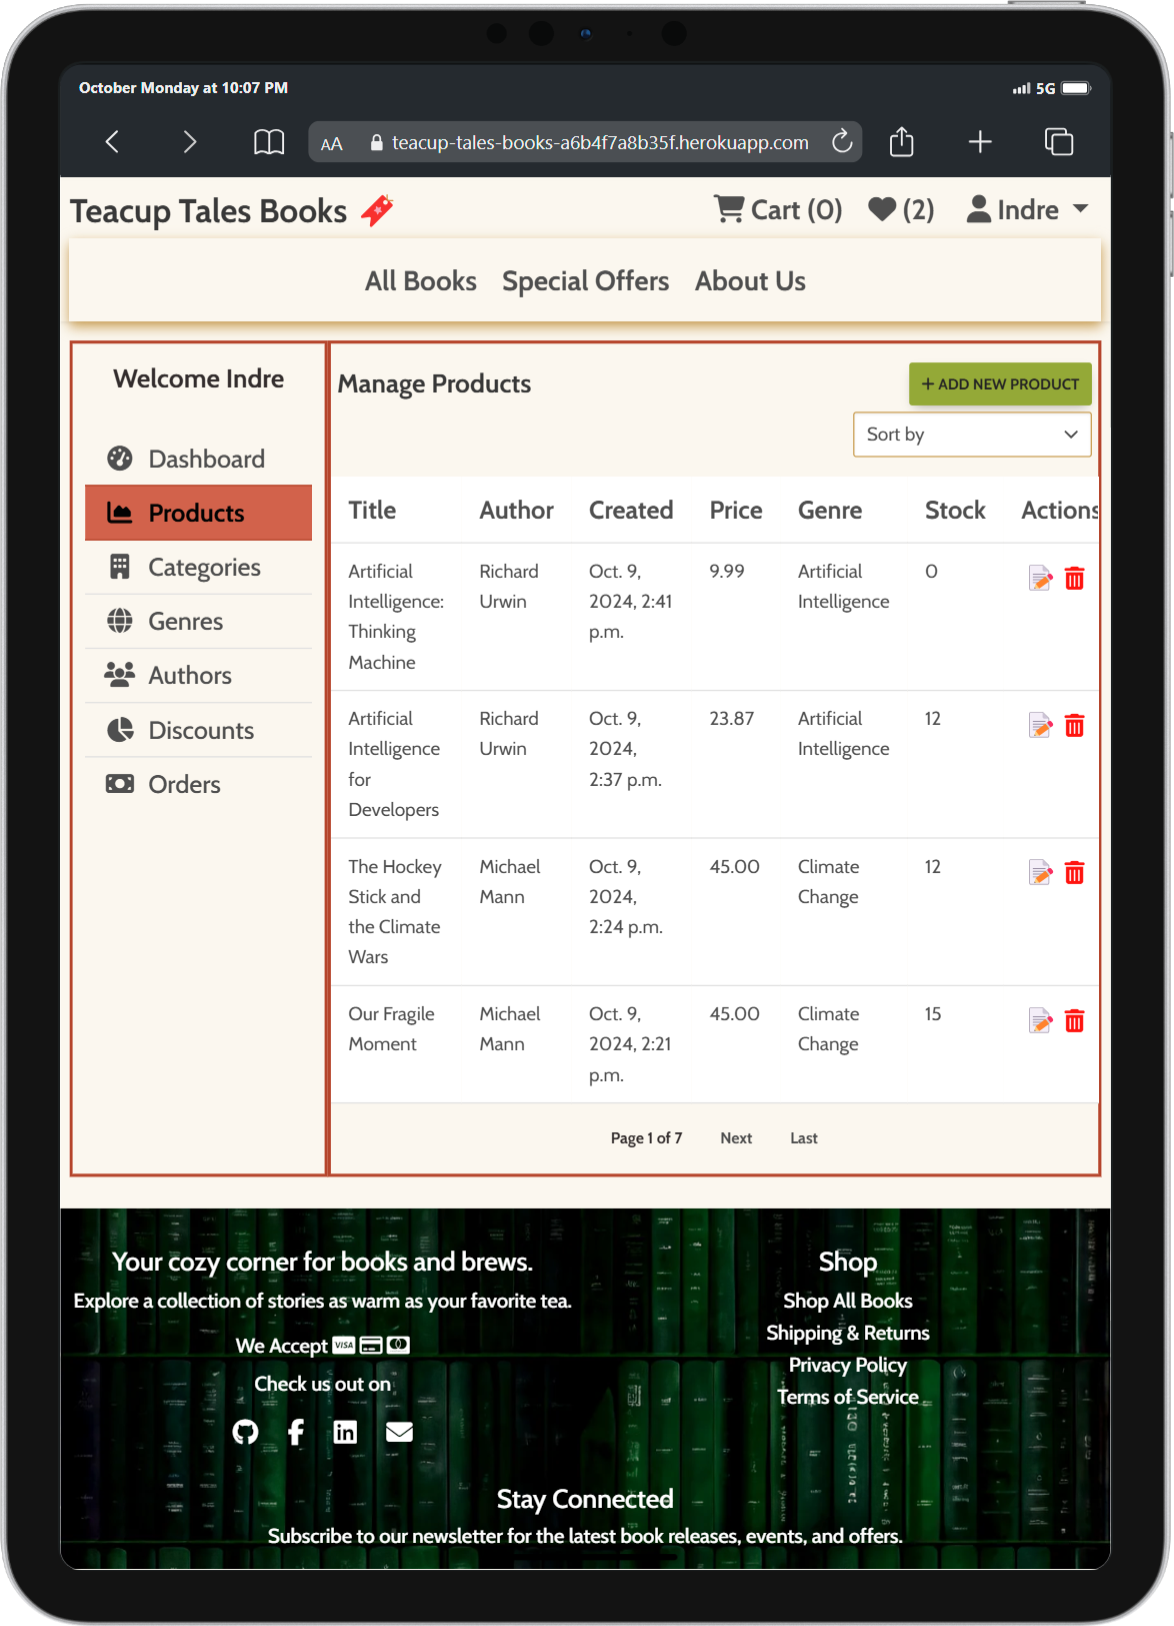 October Monday at 10:07 PM
5G
AA teacup-tales-books-a6b4f7a8b35f.herokuapp.com
Teacup Tales Books
Cart (0) (2) Indre
All Books Special Offers About Us
Welcome Indre
Dashboard
Products
Categories
Genres
Authors
Discounts
Orders
Manage Products
+ ADD NEW PRODUCT
Sort by
Title Author Created Price Genre Stock Actions
Artificial Richard Oct. 9, 9.99 Artificial 0
Intelligence: Urwin 2024, 2:41 Intelligence
Thinking p.m.
Machine
Artificial Richard Oct. 9, 23.87 Artificial 12
Intelligence Urwin 2024, Intelligence
for 2:37 p.m.
Developers
The Hockey Michael Oct. 9, 45.00 Climate 12
Stick and Mann 2024, Change
the Climate 2:24 p.m.
Wars
Our Fragile Michael Oct. 9, 45.00 Climate 15
Moment Mann 2024, 2:21 Change
p.m.
Page 1 of 7 Next Last
Your cozy corner for books and brews.
Explore a collection of stories as warm as your favorite tea.
We Accept VISA
Check us out on
Shop
Shop All Books
Shipping & Returns
Privacy Policy
Terms of Service
Stay Connected
Subscribe to our newsletter for the latest book releases, events, and offers.